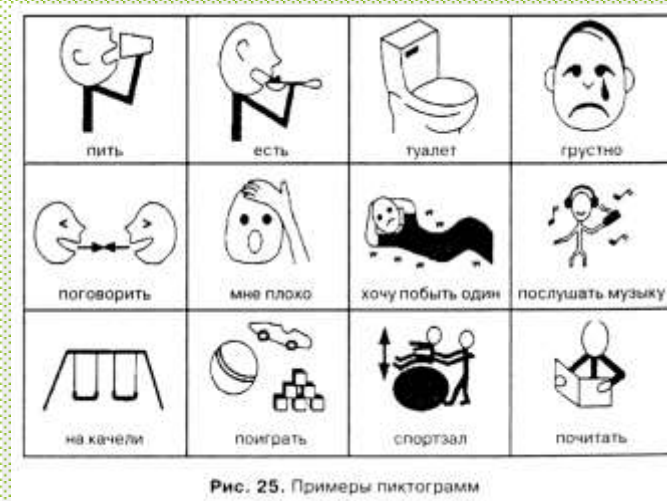 пить
есть
туалет
грустно
поговорить
мне плохо
хочу побыть один
послушать музыку
на качели
поиграть
спортзал
почитать
Рис. 25. Примеры пиктограмм